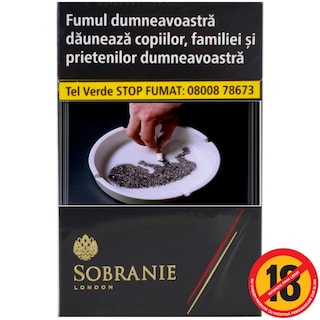 Fumul dumneavoastră
dăunează copiilor, familiei și
prietenilor dumneavoastră
Tel Verde STOP FUMAT: 08008 78673
SOBRANIE
LONDON
18